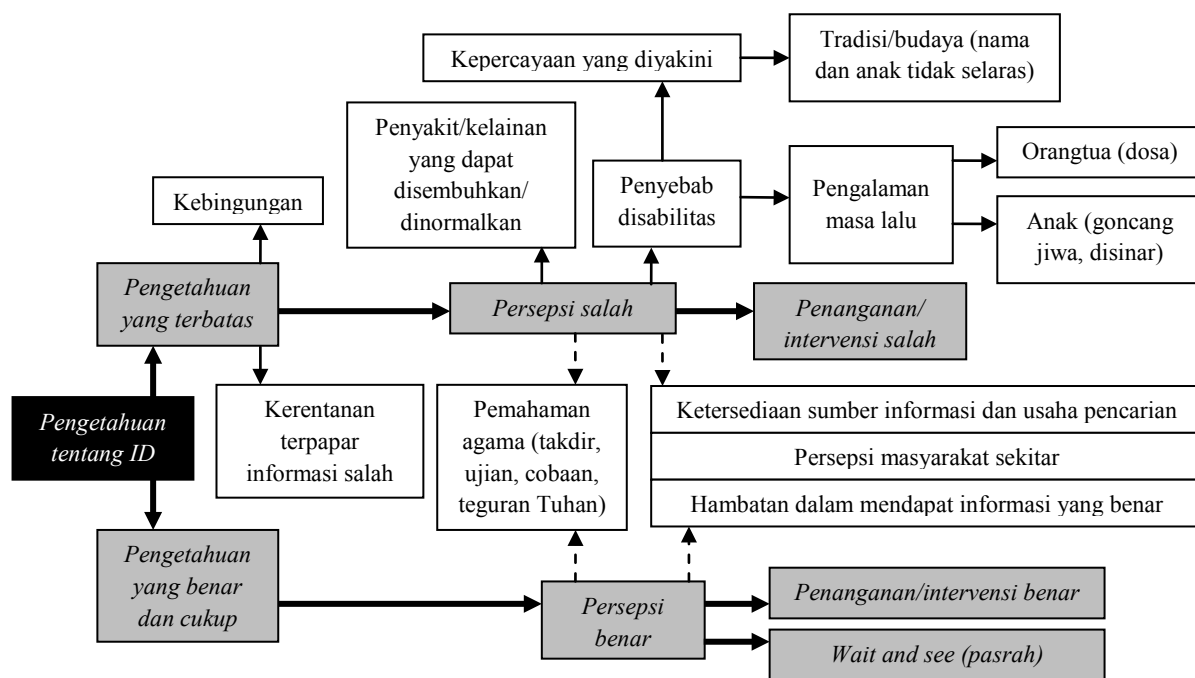 Kepercayaan yang diyakini
Tradisi/budaya (nama
dan anak tidak selaras)
Penyakit/kelainan
yang dapat
disembuhkan/
dinormalkan
Penyebab
disabilitas
Pengalaman
masa lalu
Orangtua (dosa)
Anak (goncang
jiwa, disinar)
Kebingungan
Pengetahuan
yang terbatas
Persepsi salah
Penanganan/
intervensi salah
Pengetahuan
tentang ID
Kerentanan
terpapar
informasi salah
Pemahaman
agama (takdir,
ujian, cobaan,
teguran Tuhan)
Ketersediaan sumber informasi dan usaha pencarian
Persepsi masyarakat sekitar
Hambatan dalam mendapat informasi yang benar
Pengetahuan
yang benar
dan cukup
Persepsi
benar
Penanganan/intervensi benar
Wait and see (pasrah)